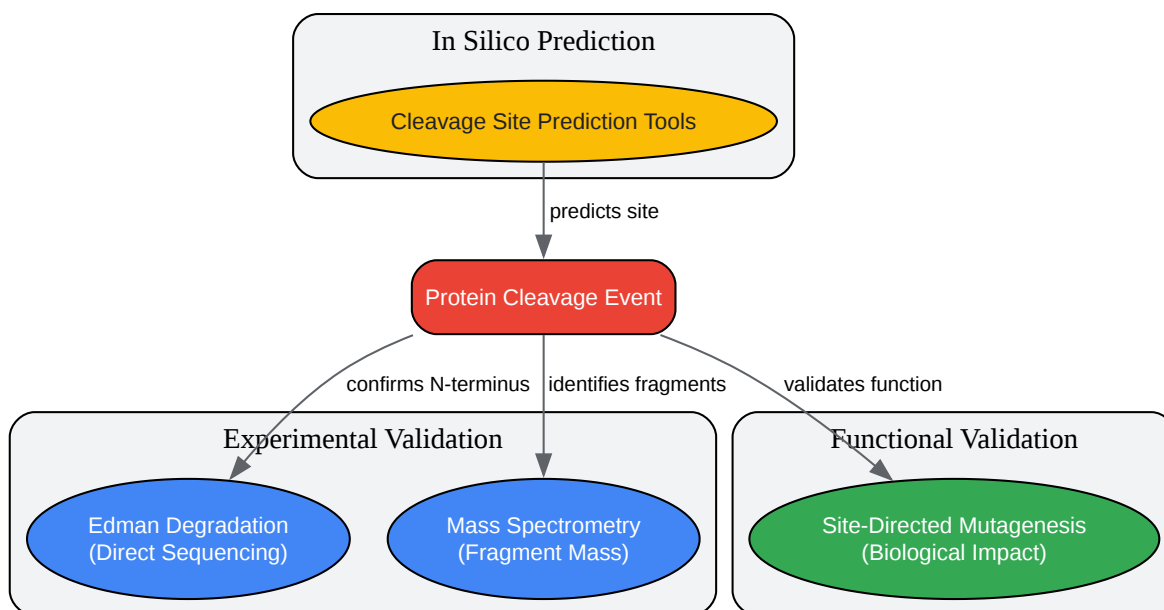 In Silico Prediction
Cleavage Site Prediction Tools
predicts site
Protein Cleavage Event
confirms N-terminus
identifies fragments
validates function
Experimental Validation
Functional Validation
Edman Degradation
(Direct Sequencing)
Mass Spectrometry
(Fragment Mass)
Site-Directed Mutagenesis
(Biological Impact)